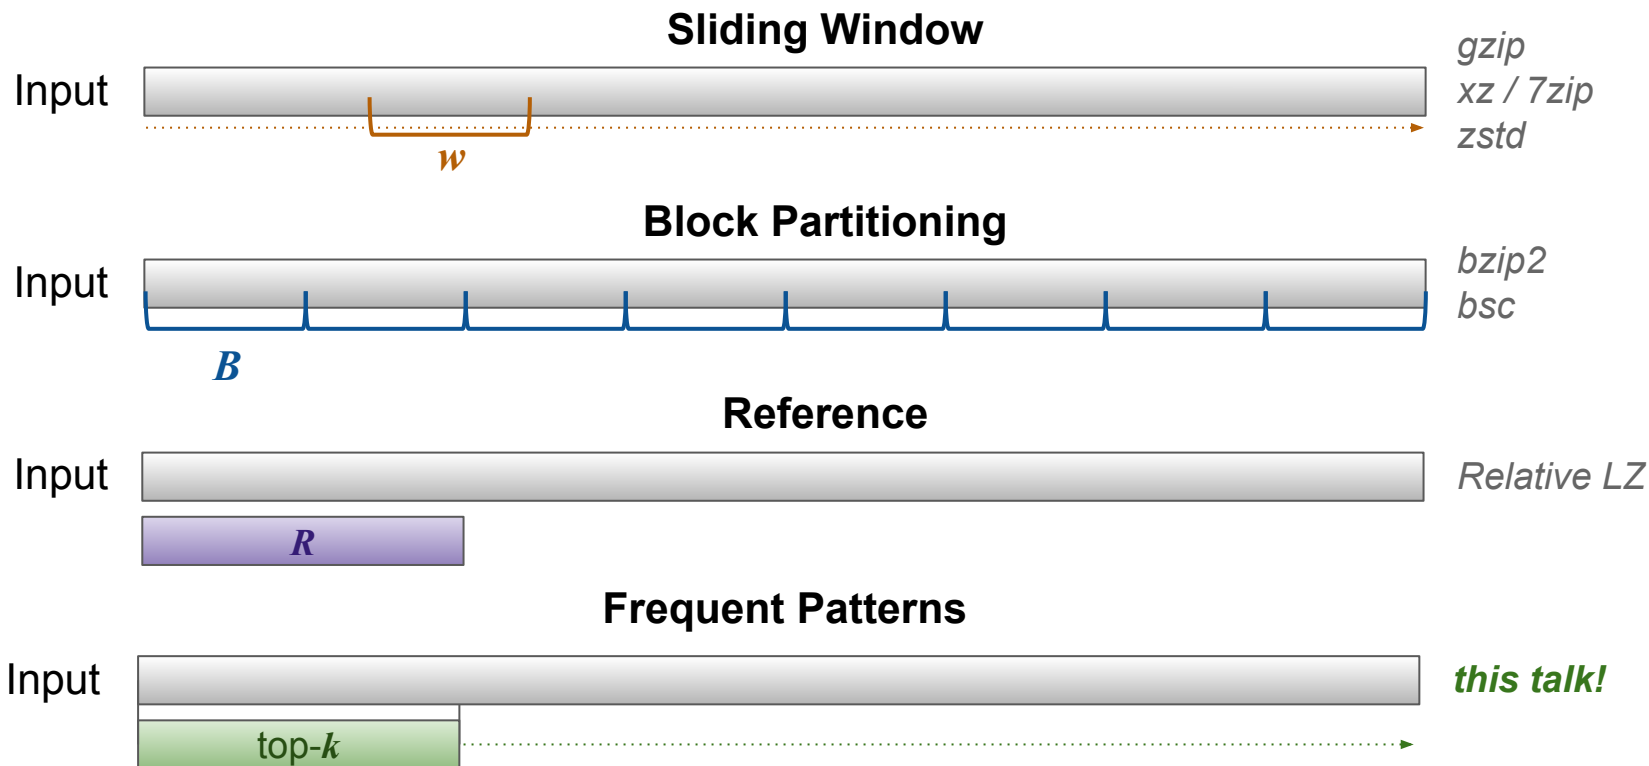 Sliding Window
Input
gzip
xz / 7zip
zstd
w
Block Partitioning
Input
bzip2
bsc
B
Reference
Input
Relative LZ
R
Frequent Patterns
Input
this talk!
top-k